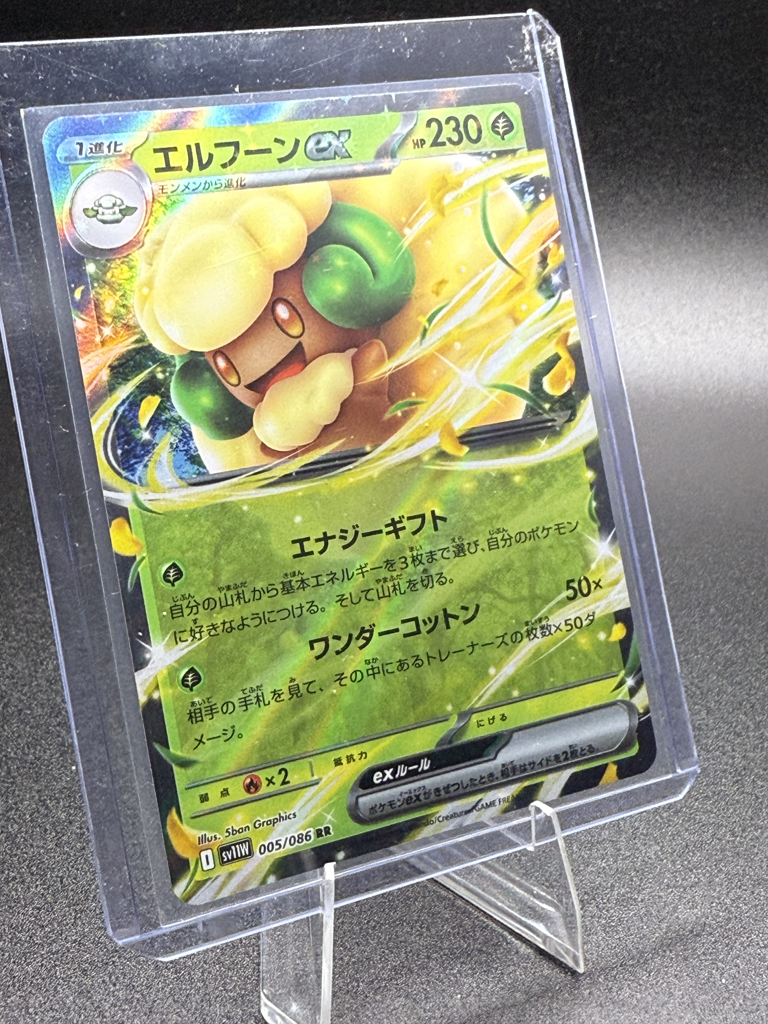 1進化 エルフーンex HP230
モンメンから進化
エナジーギフト
自分の山札から基本エネルギーを3枚まで選び、自分のポケモン
に好きなようにつける。そして山札を切る。
ワンダーコットン 50×
相手の手札を見て、その中にあるトレーナーズの枚数×50ダ
メージ。
弱点 ×2 抵抗力 にげる
exルール
ポケモンexがきぜつしたとき、相手はサイドを2枚とる。
Illus. 5ban Graphics
I sv11W 005/086 RR